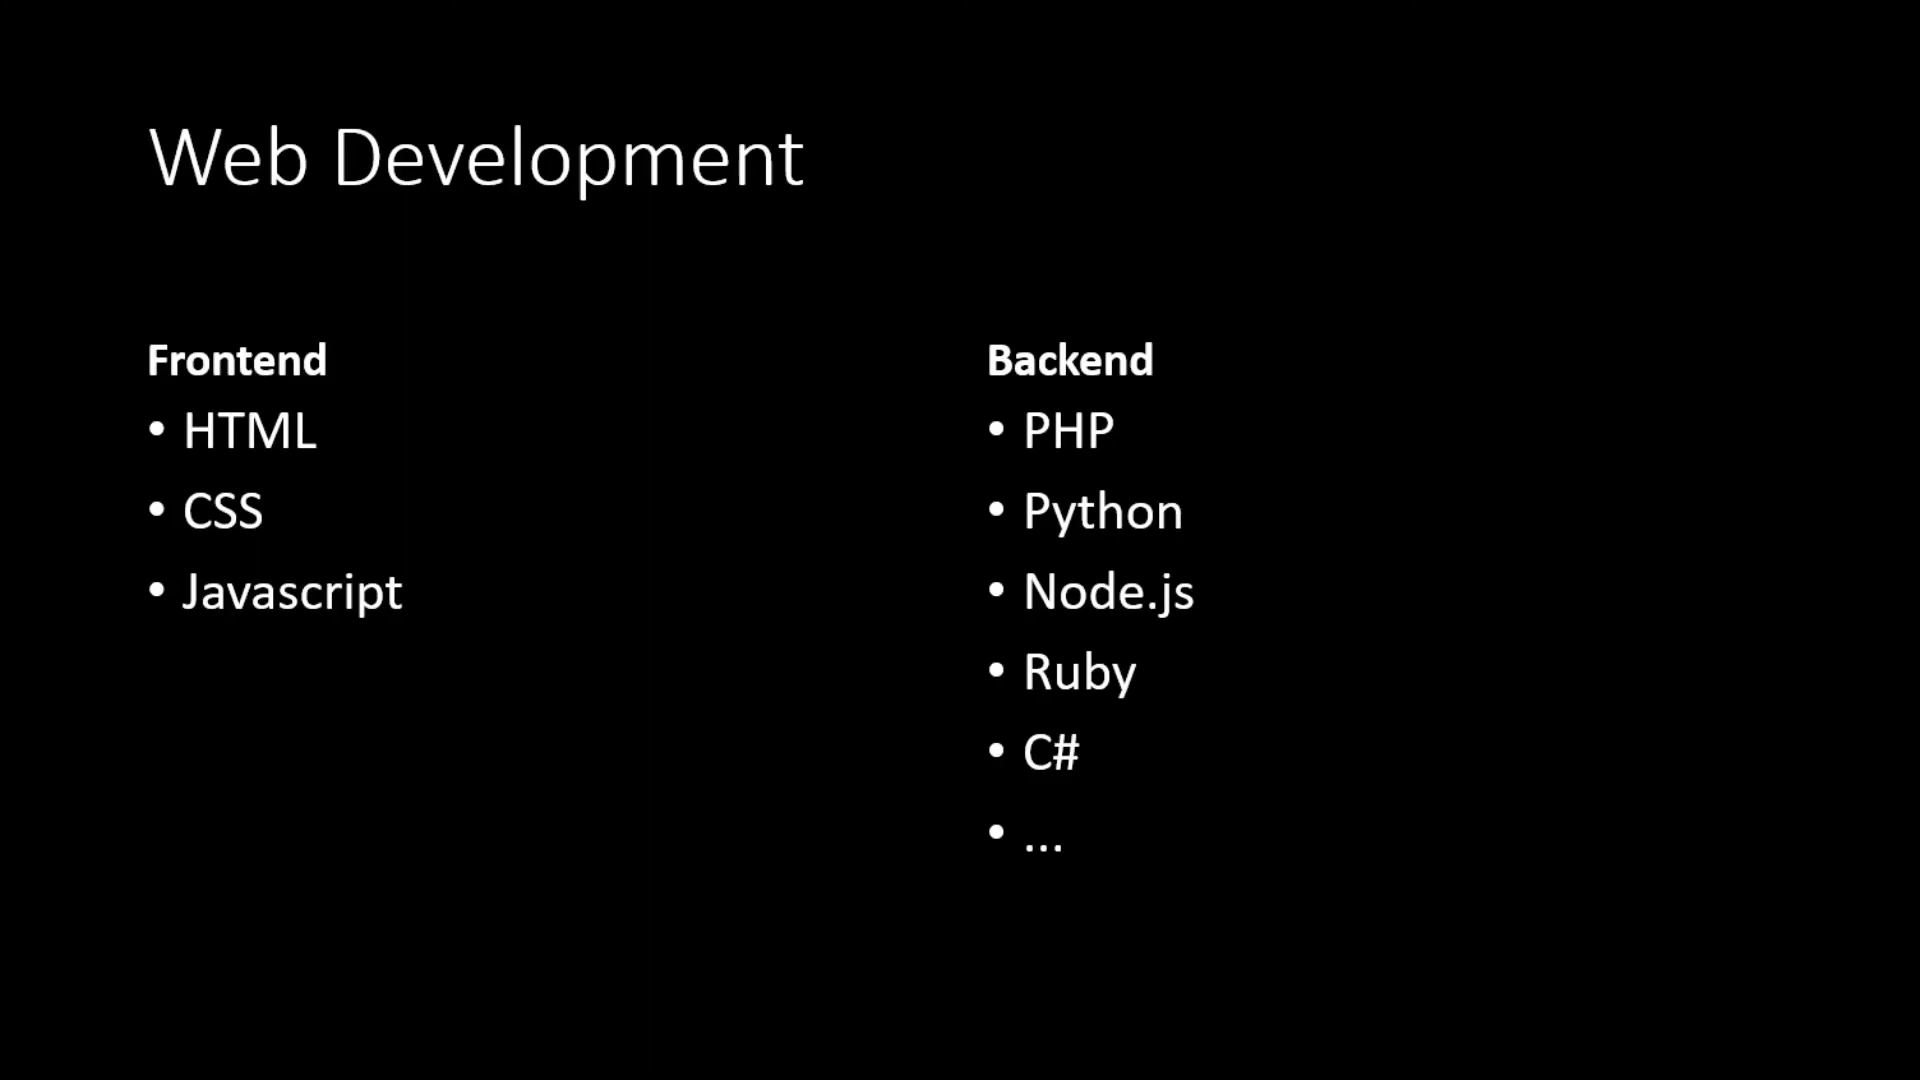 Web Development
Frontend
• HTML
• CSS
• Javascript
Backend
• PHP
• Python
• Node.js
• Ruby
• C#
• ...